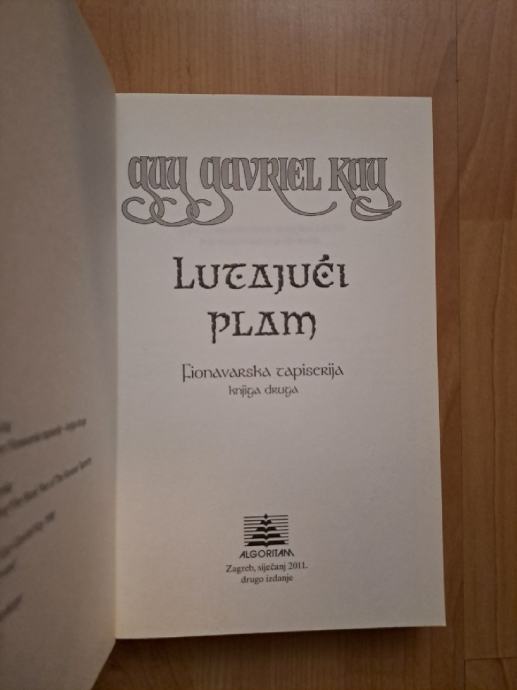 guy gavriel kay
Lutajući
plam
Fionavarska tapiserija
knjiga druga
ALGORITAM
Zagreb, siječanj 2011.
drugo izdanje